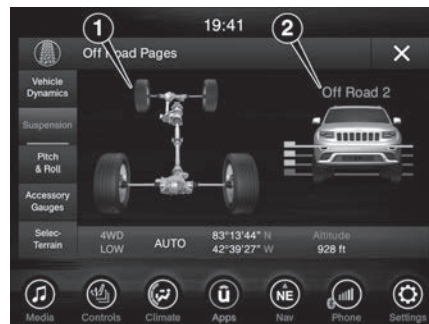 19:41
1
2
Off Road Pages
X
Vehicle
Dynamics
Off Road 2
Suspension
Pitch
& Roll
Accessory
Gauges
Selec-
Terrain
4WD
LOW
AUTO
83°13'44" N
42°39'27" W
Altitude
928 ft
û
NE
Media
Controls
Climate
Apps
Nav
Phone
Settings